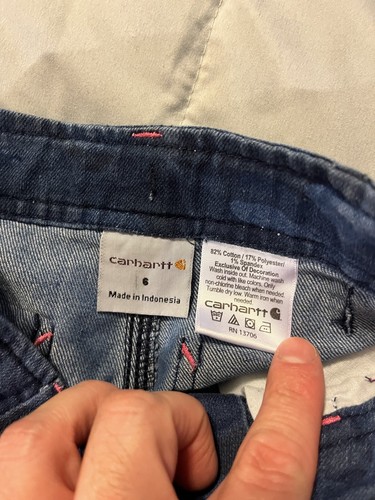 carhartt
6
Made in Indonesia
82% Cotton / 17% Polyester/
1% Spandex
Exclusive Of Decoration
Wash inside out. Machine wash
cold with like colors. Only
non-chlorine bleach when needed.
Tumble dry low. Warm iron when
needed
carhartt
RN 13706